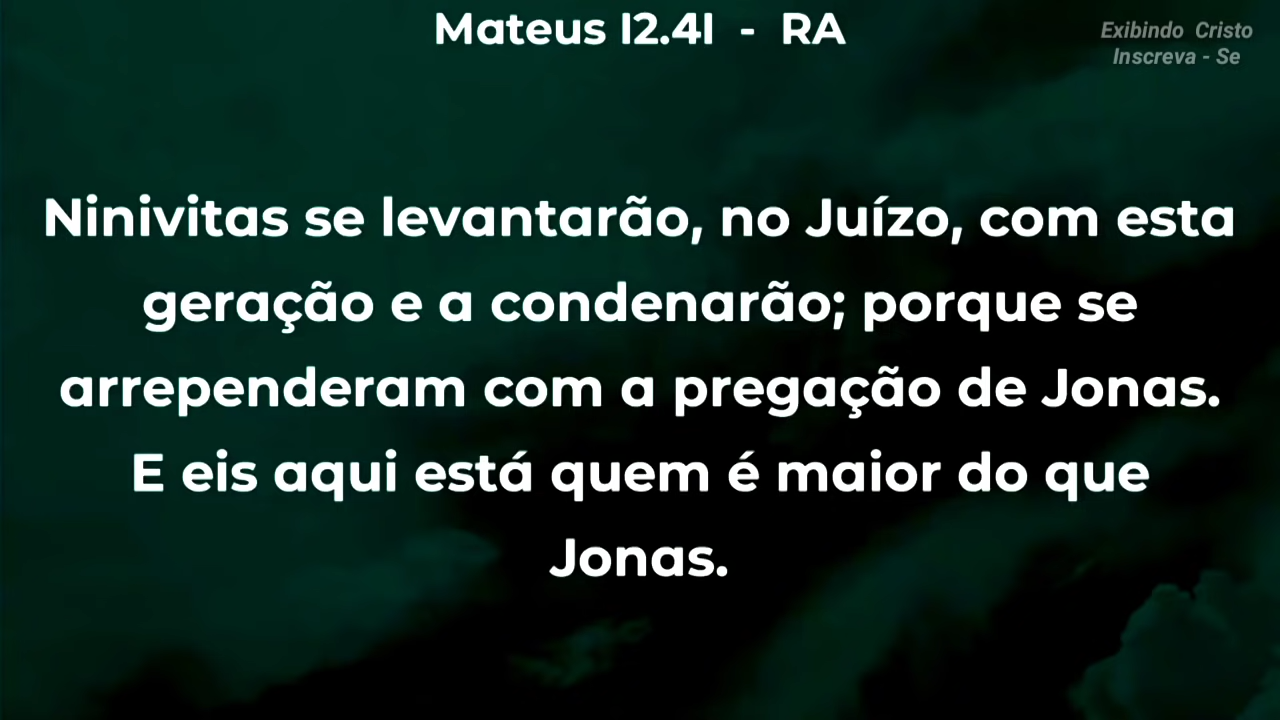 Mateus 12.41 - RA
Exibindo Cristo
Inscreva - Se
Ninivitas se levantarão, no Juízo, com esta
geração e a condenarão; porque se
arrependeram com a pregação de Jonas.
E eis aqui está quem é maior do que
Jonas.